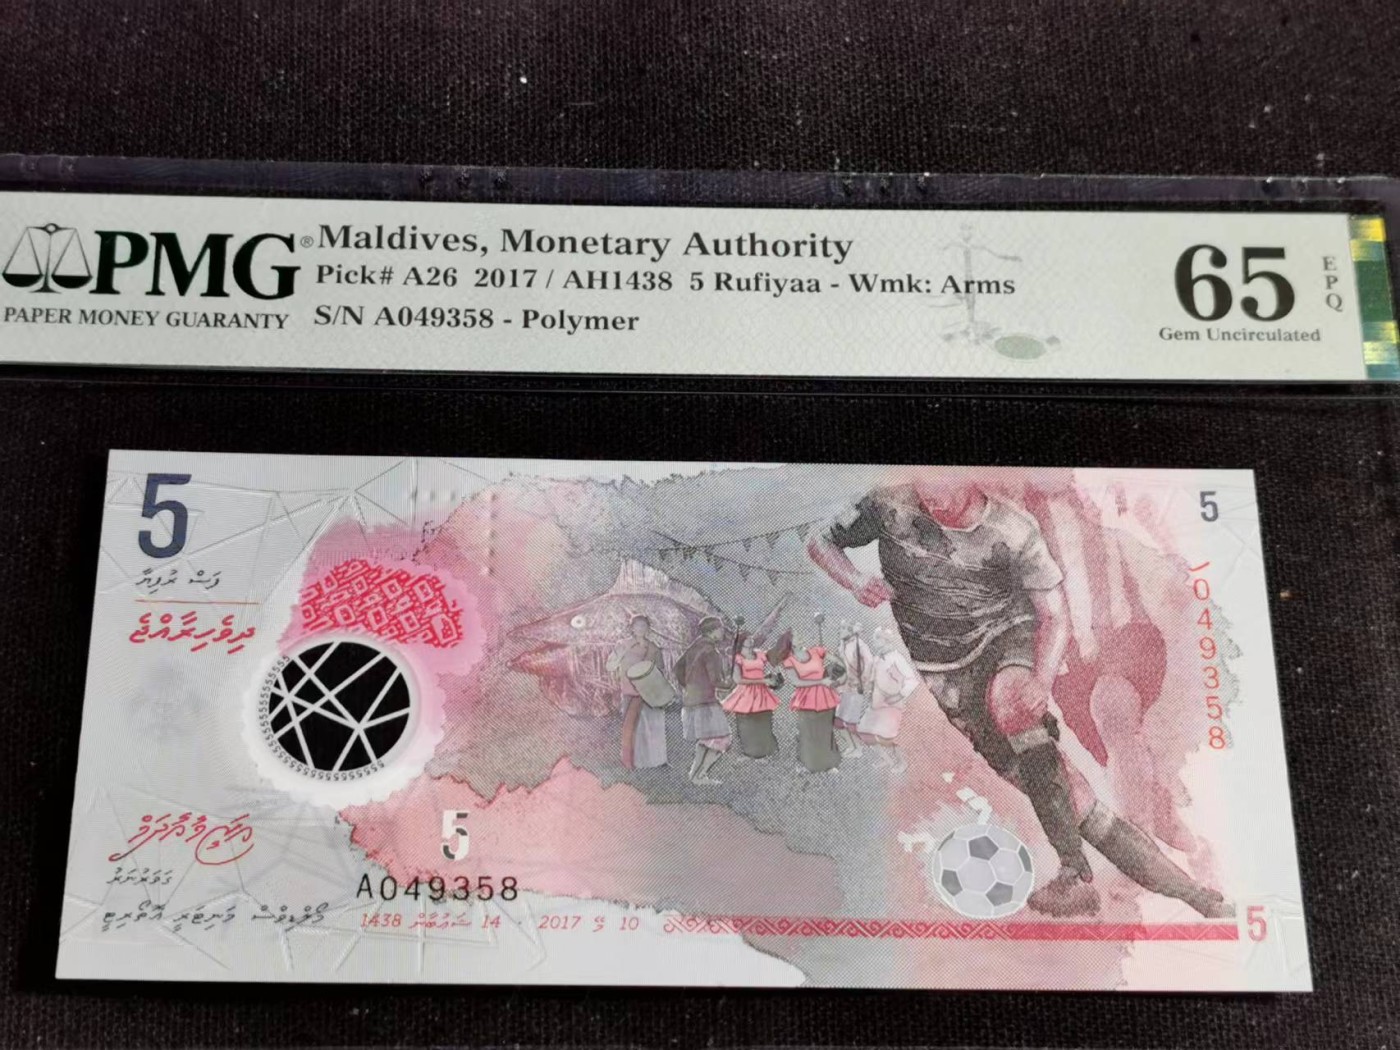 PMG®
PAPER MONEY GUARANTY
Maldives, Monetary Authority
Pick# A26 2017 / AH1438 5 Rufiyaa - Wmk: Arms
S/N A049358 - Polymer
65
EPQ
Gem Uncirculated
5
ފަސް ރުފިޔާ
ދިވެހިރާއްޖެ
5
049358
5
A049358
ގަވަރުނަރު
މޯލްޑިވްސް މަނިޓަރީ އޮތޯރިޓީ
10 މޭ 2017 - 14 ޝަޢުބާން 1438
5